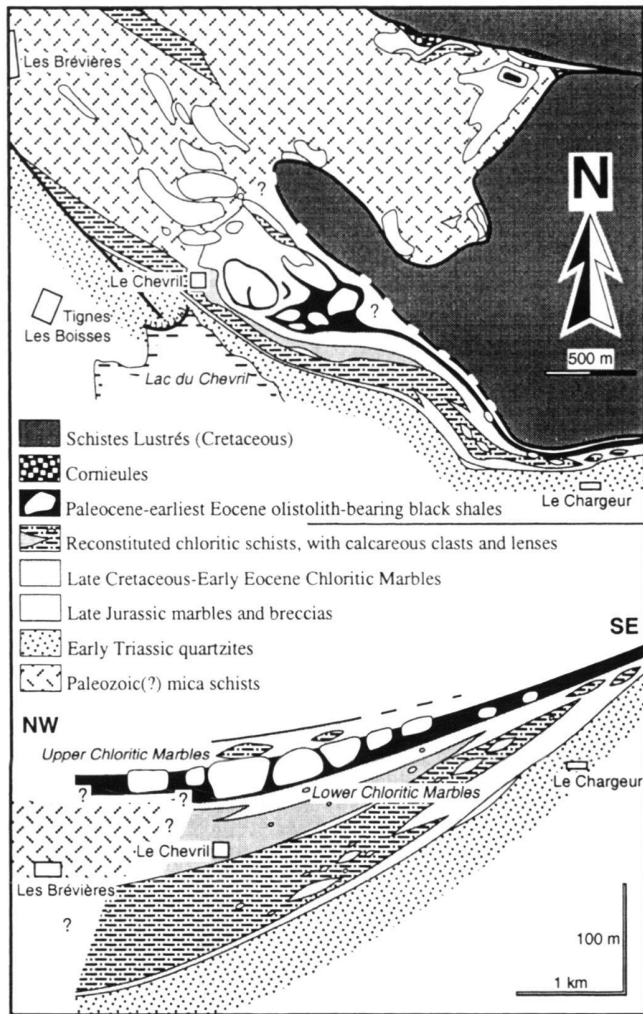 Les Brévières
?
N
Le Chevril
?
Tignes
Les Boisses
500 m
Lac du Chevril
Schistes Lustrés (Cretaceous)
Cornieules
Le Chargeur
Paleocene-earliest Eocene olistolith-bearing black shales
Reconstituted chloritic schists, with calcareous clasts and lenses
Late Cretaceous-Early Eocene Chloritic Marbles
Late Jurassic marbles and breccias
SE
Early Triassic quartzites
Paleozoic(?) mica schists
NW
Upper Chloritic Marbles
? ?
Lower Chloritic Marbles
Le Chargeur
?
Le Chevril
Les Brévières
?
100 m
1 km